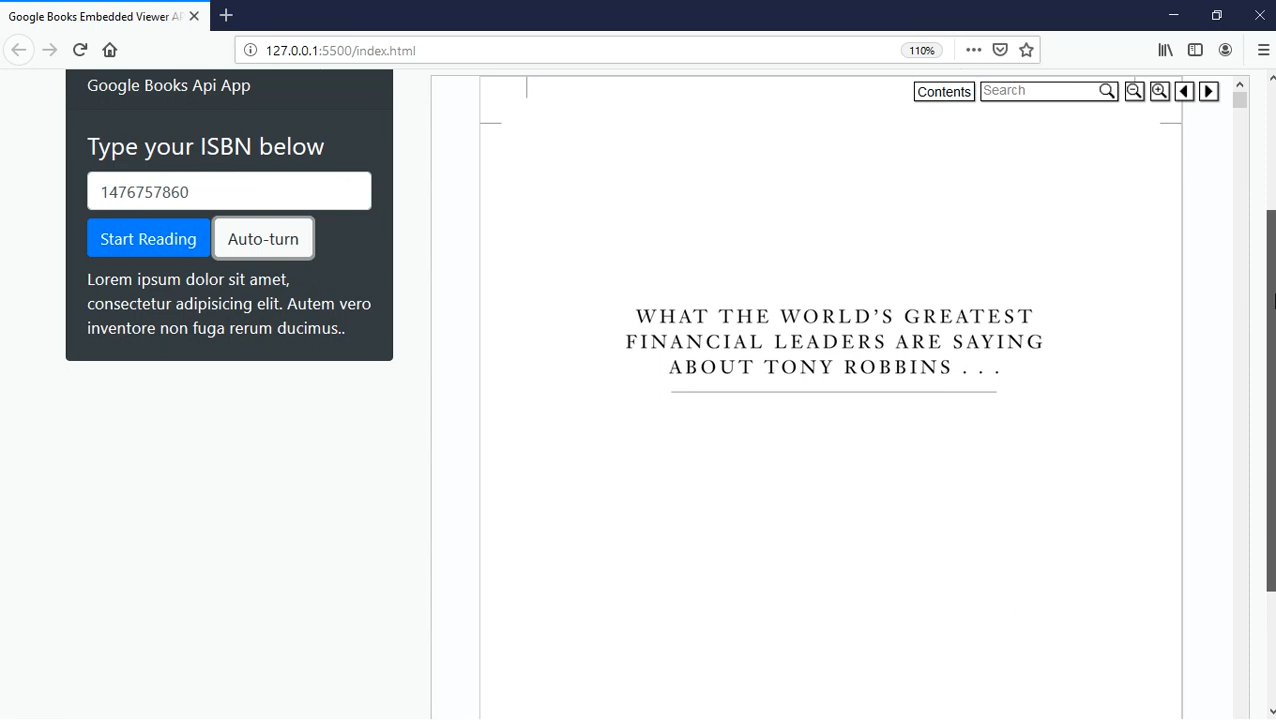 Google Books Embedded Viewer AP
127.0.0.1:5500/index.html
110%
Google Books Api App
Type your ISBN below
1476757860
Start Reading
Auto-turn
Lorem ipsum dolor sit amet,
consectetur adipisicing elit. Autem vero
inventore non fuga rerum ducimus..
Contents
Search
WHAT THE WORLD’S GREATEST
FINANCIAL LEADERS ARE SAYING
ABOUT TONY ROBBINS . . .